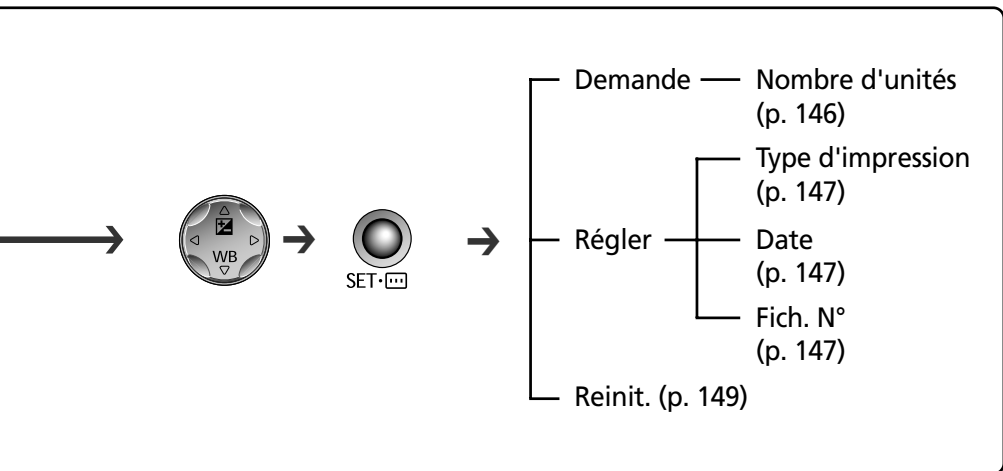 Demande
Nombre d'unités
(p. 146)
Type d'impression
(p. 147)
Régler
Date
(p. 147)
Fich. N°
(p. 147)
Reinit. (p. 149)
WB
SET·